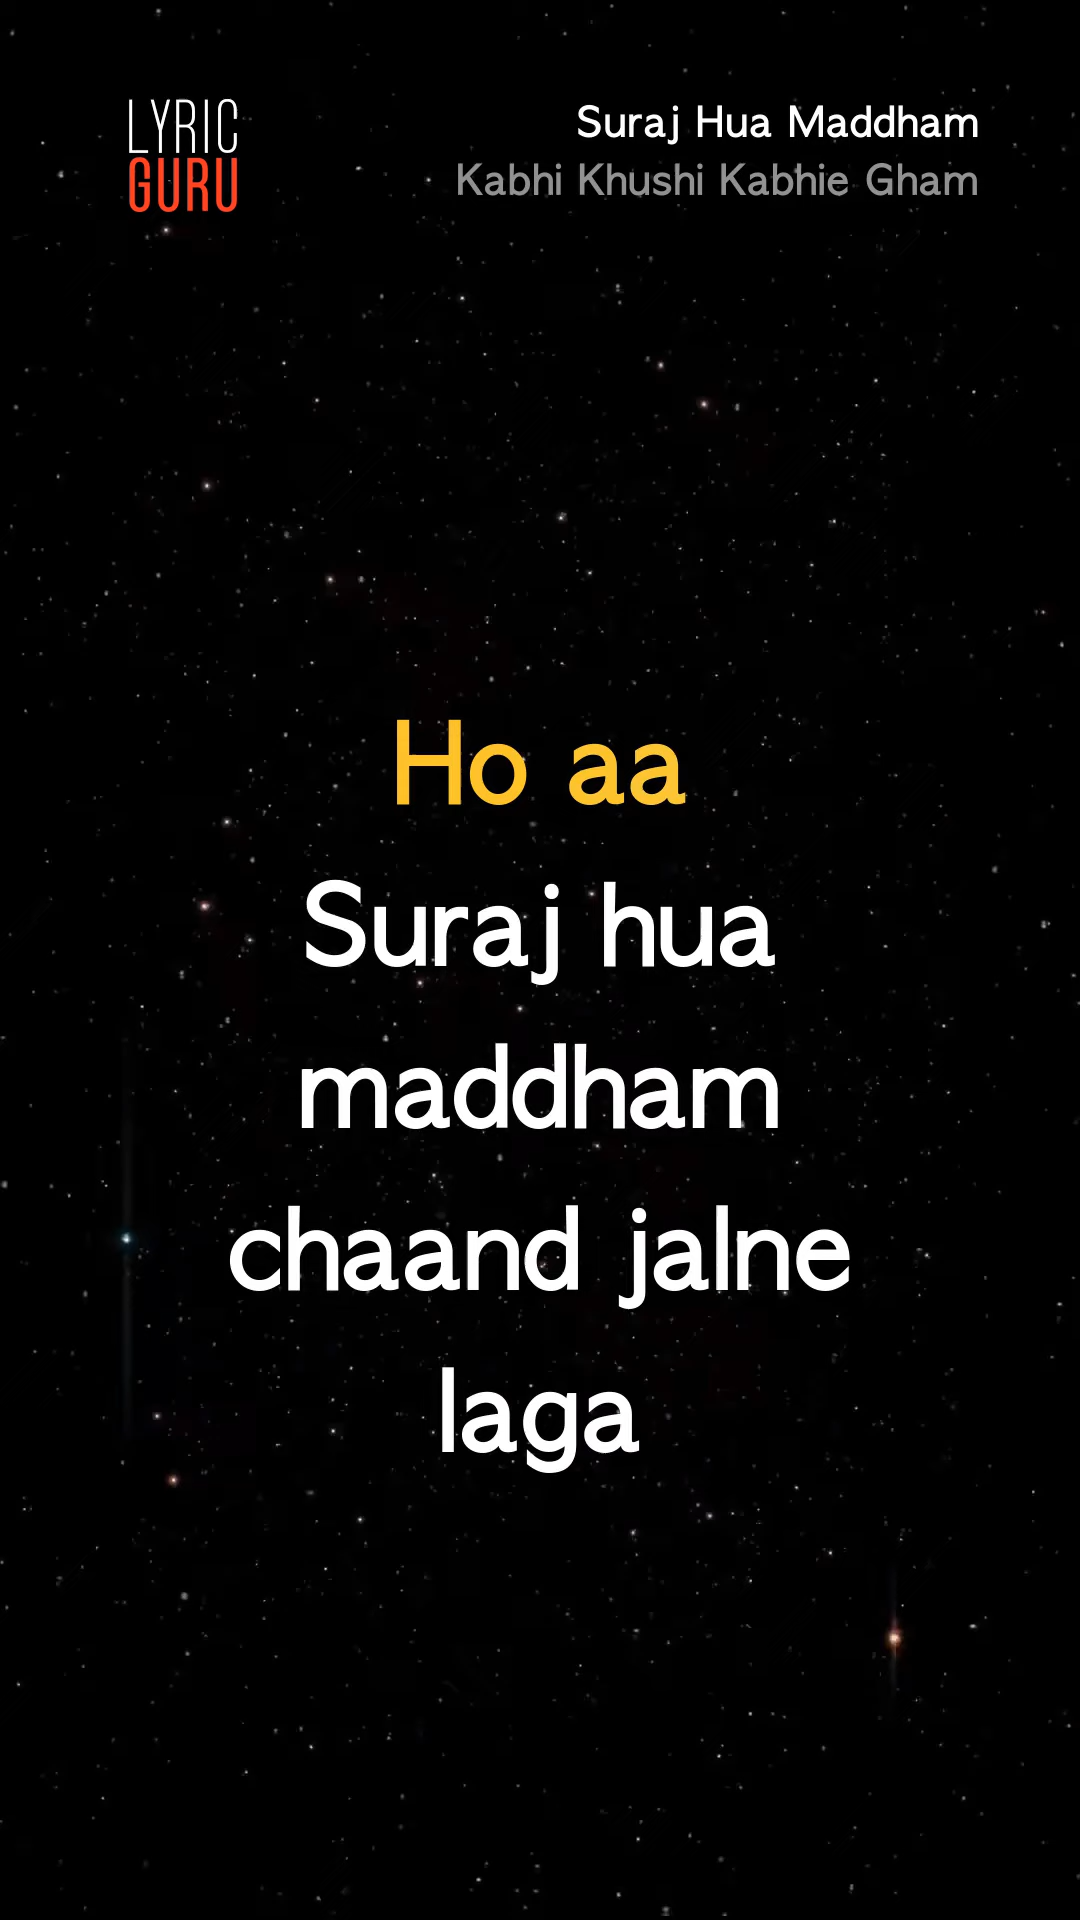 LYRIC
GURU
Suraj Hua Maddham
Kabhi Khushi Kabhie Gham
Ho aa
Suraj hua
maddham
chaand jalne
laga